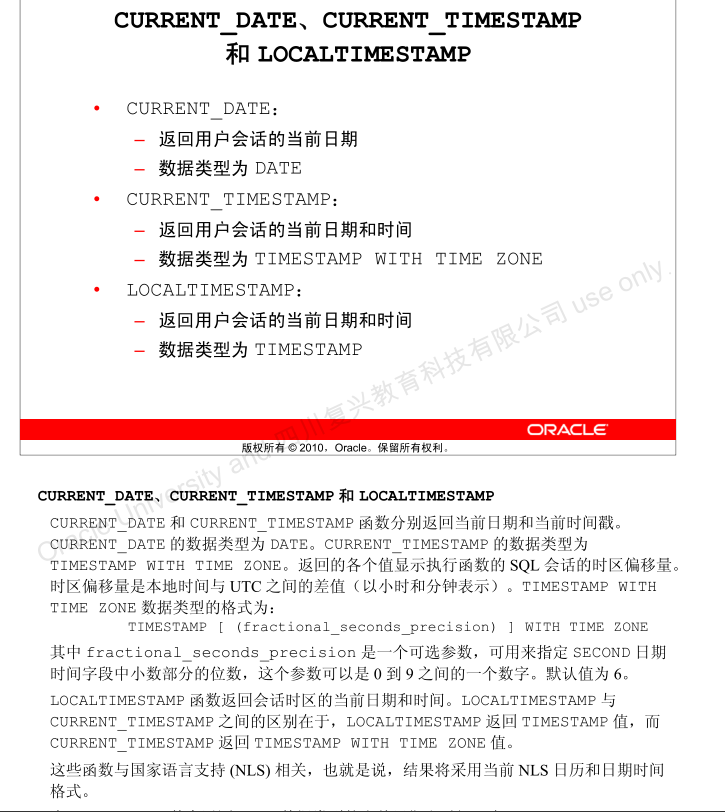 CURRENT_DATE、CURRENT_TIMESTAMP
和 LOCALTIMESTAMP
• CURRENT_DATE：
– 返回用户会话的当前日期
– 数据类型为 DATE
• CURRENT_TIMESTAMP：
– 返回用户会话的当前日期和时间
– 数据类型为 TIMESTAMP WITH TIME ZONE
• LOCALTIMESTAMP：
– 返回用户会话的当前日期和时间
– 数据类型为 TIMESTAMP
Oracle University and 四川复兴教育科技有限公司 use only.
ORACLE
版权所有 © 2010，Oracle。保留所有权利。
CURRENT_DATE、CURRENT_TIMESTAMP 和 LOCALTIMESTAMP
CURRENT_DATE 和 CURRENT_TIMESTAMP 函数分别返回当前日期和当前时间戳。
CURRENT_DATE 的数据类型为 DATE。CURRENT_TIMESTAMP 的数据类型为
TIMESTAMP WITH TIME ZONE。返回的各个值显示执行函数的 SQL 会话的时区偏移量。
时区偏移量是本地时间与 UTC 之间的差值（以小时和分钟表示）。TIMESTAMP WITH
TIME ZONE 数据类型的格式为：
TIMESTAMP [ (fractional_seconds_precision) ] WITH TIME ZONE
其中 fractional_seconds_precision 是一个可选参数，可用来指定 SECOND 日期
时间字段中小数部分的位数，这个参数可以是 0 到 9 之间的一个数字。默认值为 6。
LOCALTIMESTAMP 函数返回会话时区的当前日期和时间。LOCALTIMESTAMP 与
CURRENT_TIMESTAMP 之间的区别在于，LOCALTIMESTAMP 返回 TIMESTAMP 值，而
CURRENT_TIMESTAMP 返回 TIMESTAMP WITH TIME ZONE 值。
这些函数与国家语言支持 (NLS) 相关，也就是说，结果将采用当前 NLS 日历和日期时间
格式。